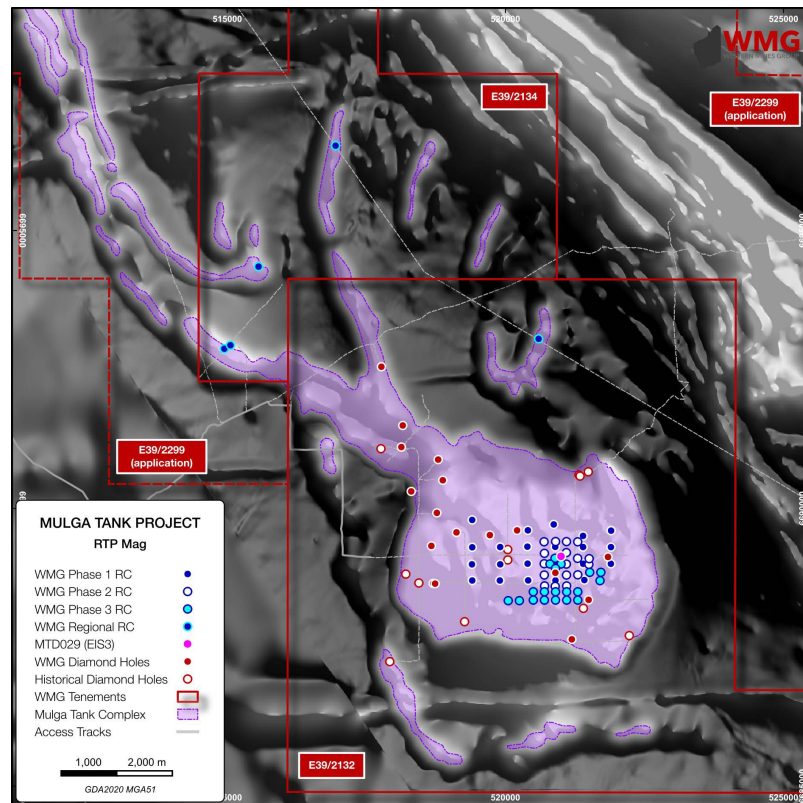 515000
520000
525000
WMG
E39/2134
E39/2299
(application)
0005699
E39/2299
(application)
MULGA TANK PROJECT
RTP Mag
WMG Phase 1 RC
WMG Phase 2 RC
WMG Phase 3 RC
WMG Regional RC
MTD029 (EIS3)
WMG Diamond Holes
Historical Diamond Holes
WMG Tenements
Mulga Tank Complex
Access Tracks
1,000 2,000 m
GDA2020 MGA51
E39/2132
520000